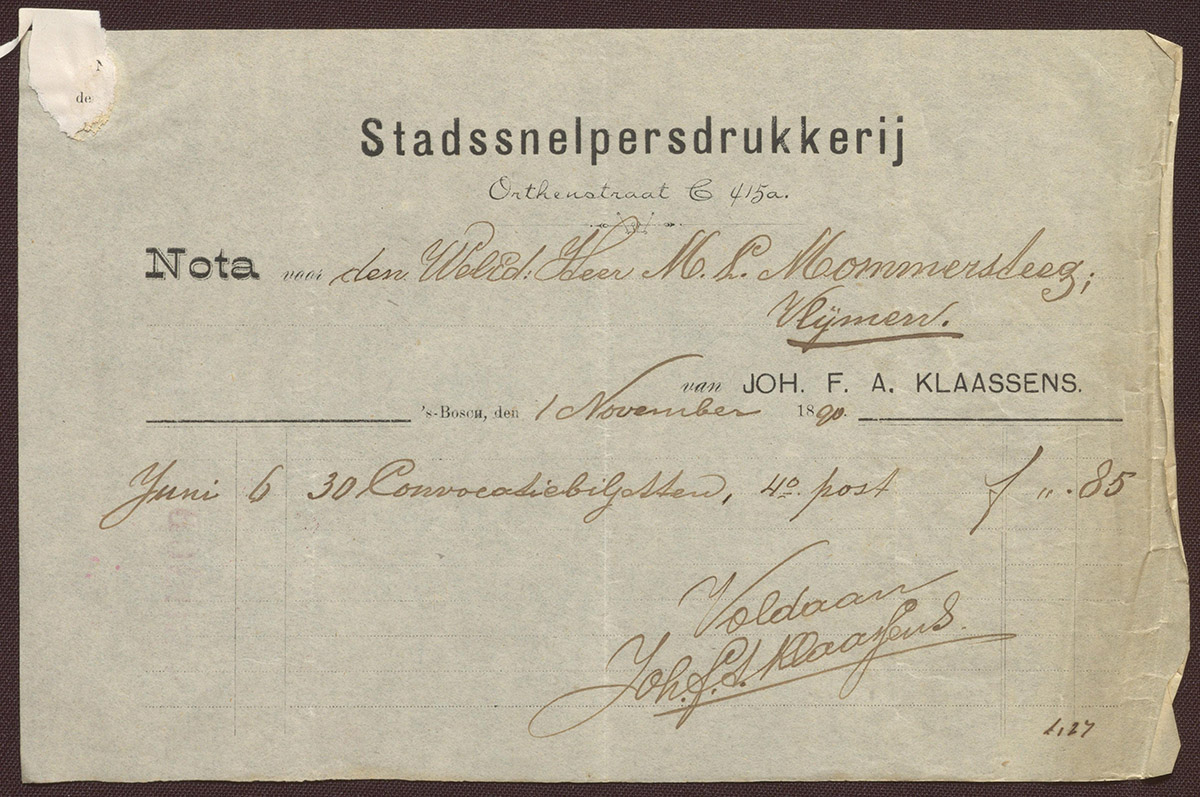 de
Stadssnelpersdrukkerij
Orthenstraat C 415a.
Nota voor den WelEd: Heer M. L. Mommersteeg;
Vlijmen.
van JOH. F. A. KLAASSENS.
's-Bosch, den 1 November 1890.
Juni 6 30 Convocatiebiljetten, 4o. post f „. 85
Voldaan
Joh. F. A. Klaassens.
1,27